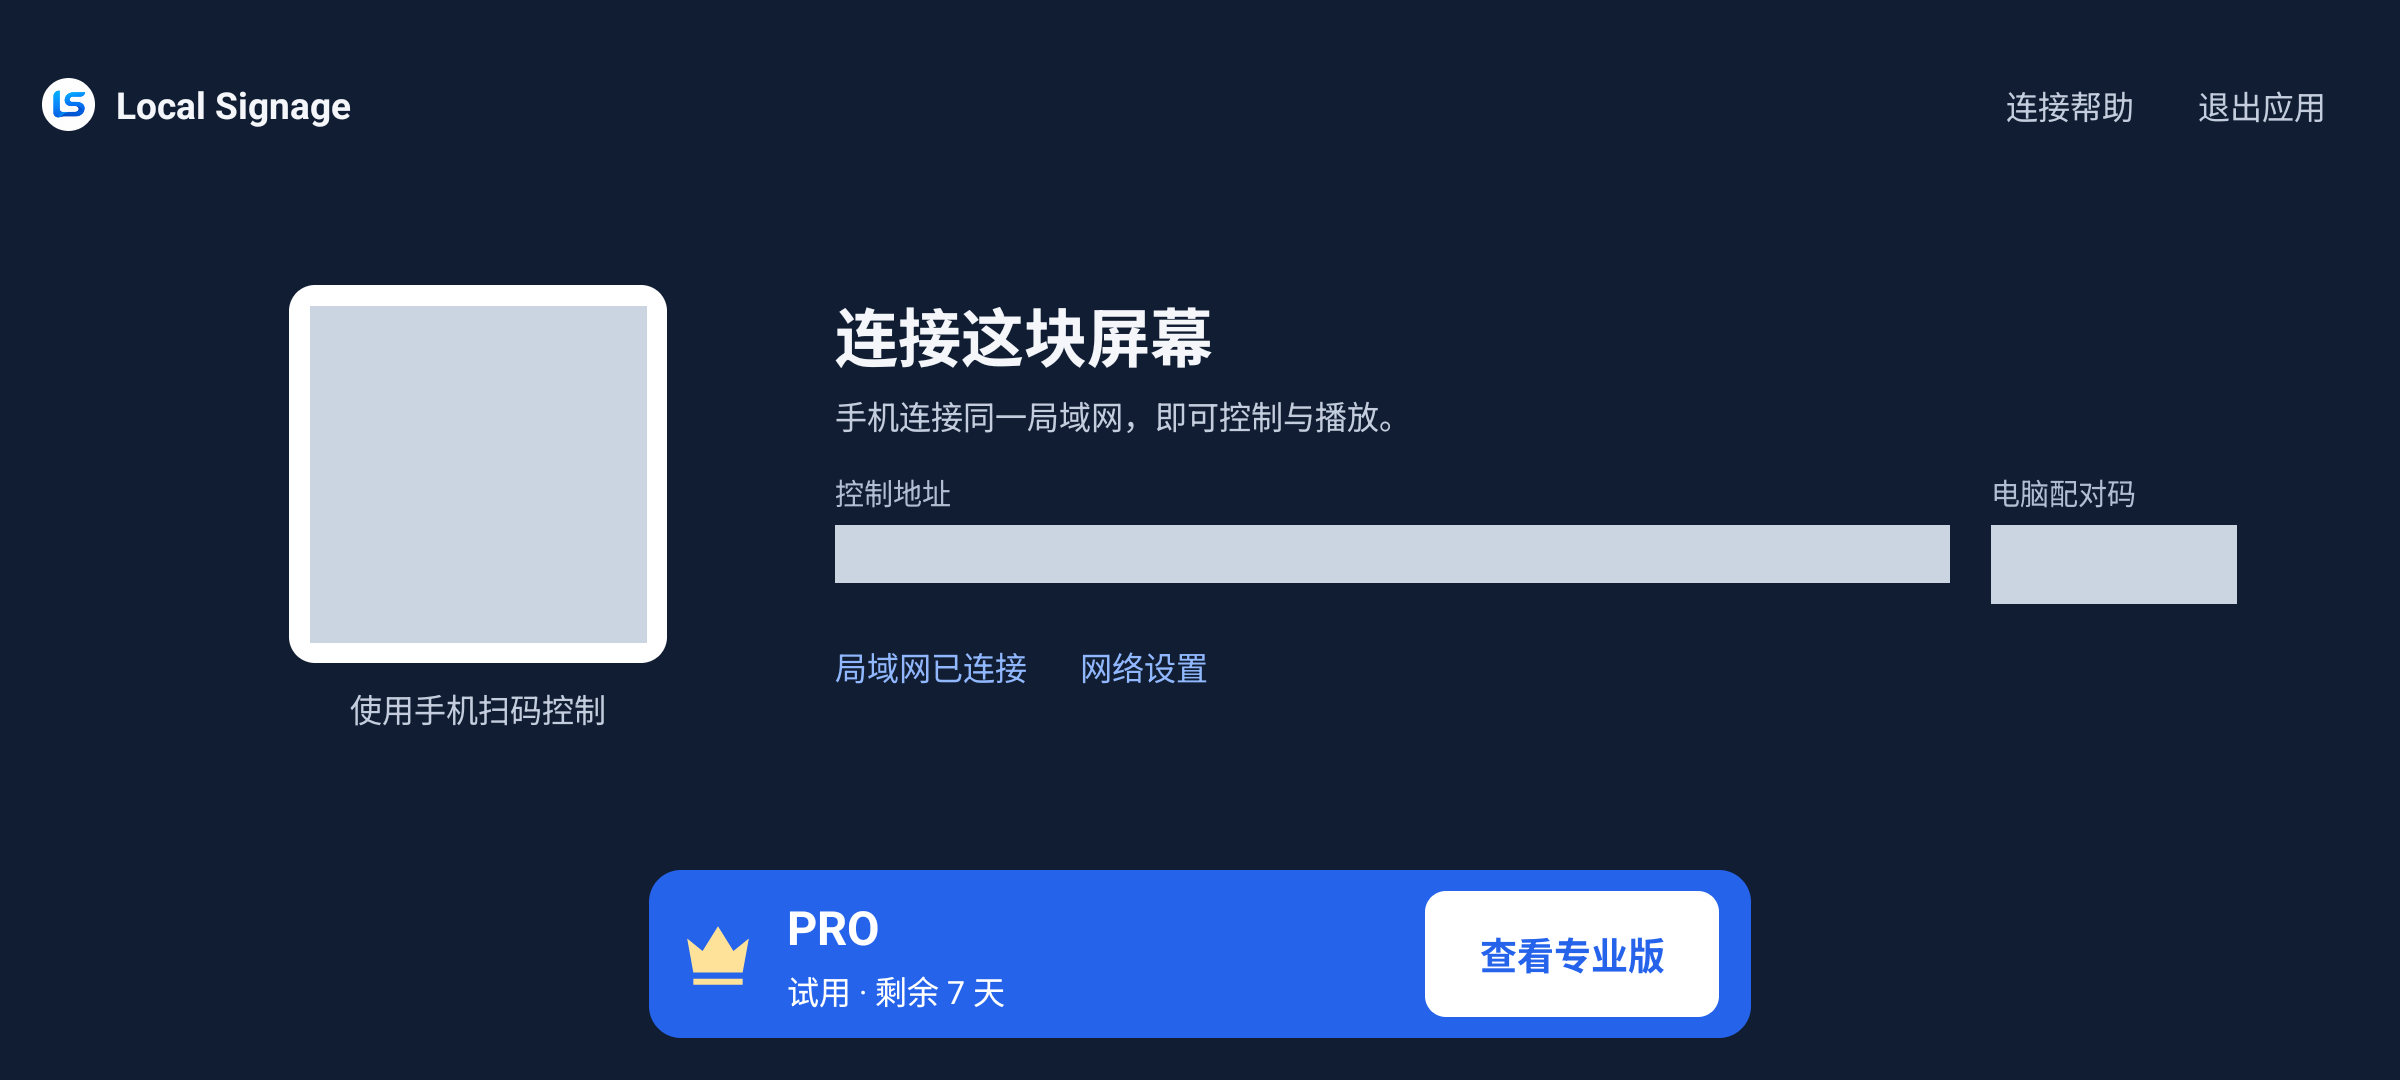 Local Signage
连接帮助
退出应用
连接这块屏幕
手机连接同一局域网，即可控制与播放。
控制地址
电脑配对码
局域网已连接
网络设置
使用手机扫码控制
PRO
试用 · 剩余 7 天
查看专业版